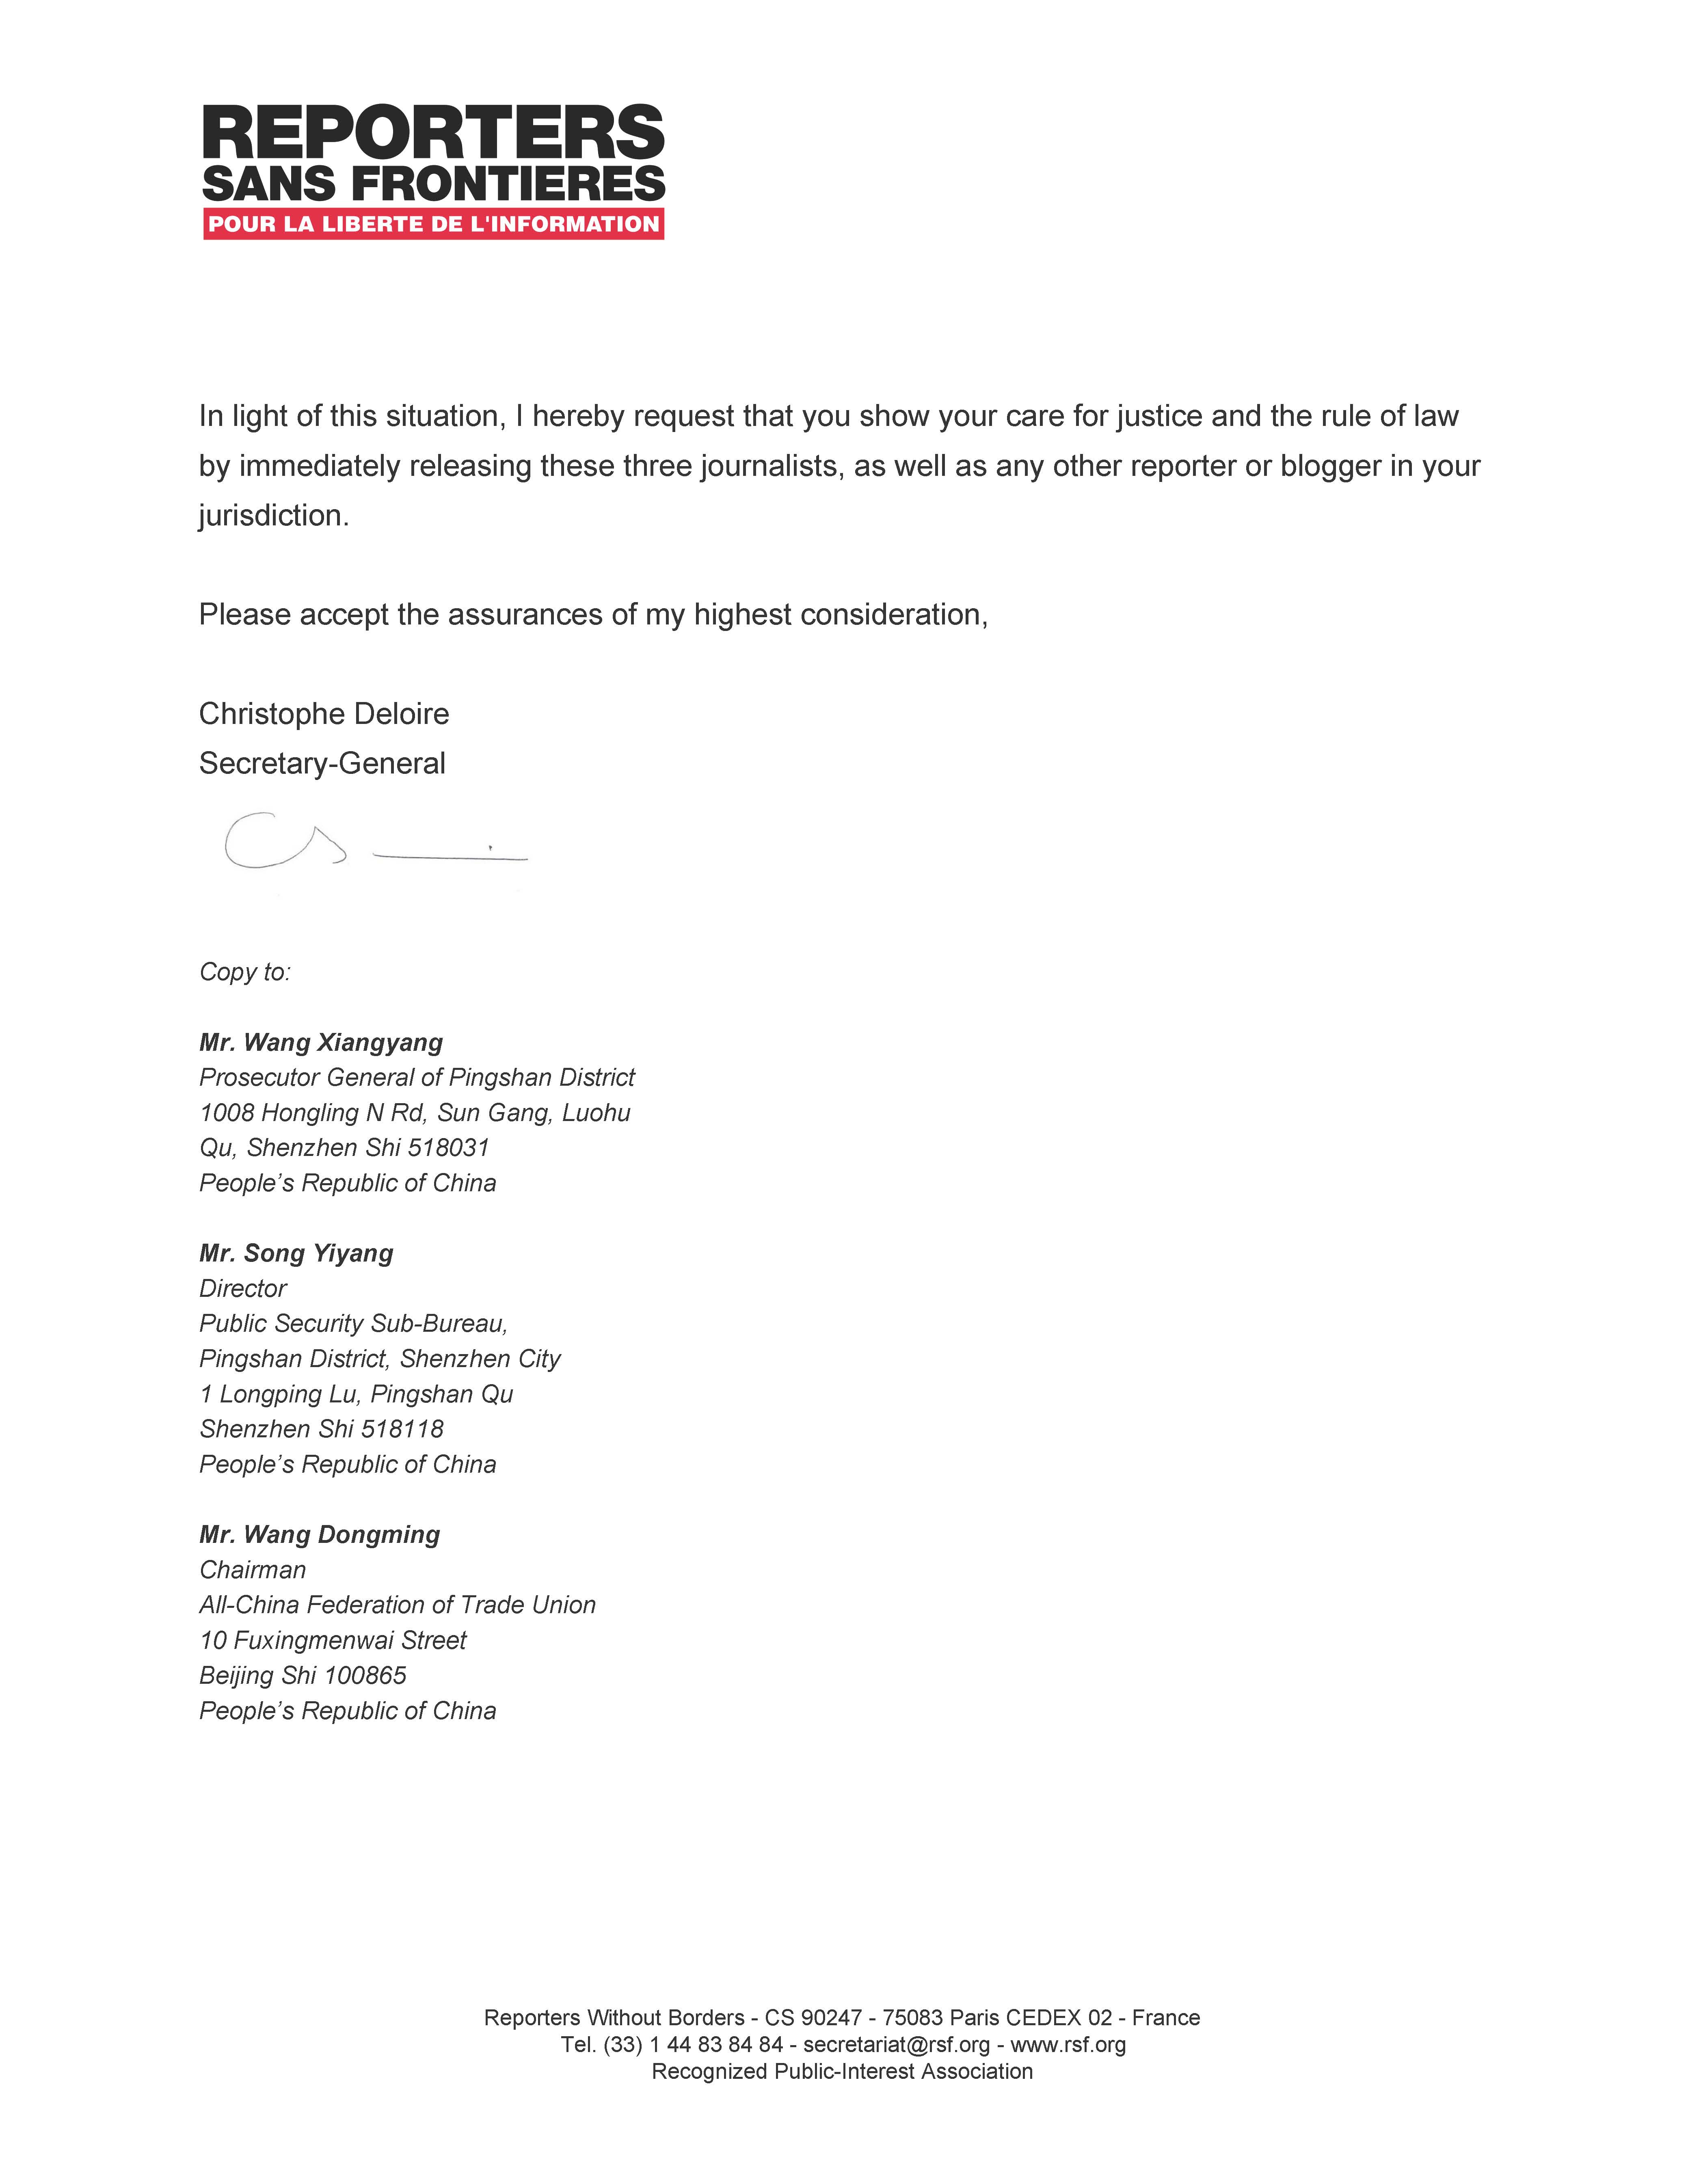 REPORTERS
SANS FRONTIERES
POUR LA LIBERTE DE L'INFORMATION
In light of this situation, I hereby request that you show your care for justice and the rule of law
by immediately releasing these three journalists, as well as any other reporter or blogger in your
jurisdiction.
Please accept the assurances of my highest consideration,
Christophe Deloire
Secretary-General
Copy to:
Mr. Wang Xiangyang
Prosecutor General of Pingshan District
1008 Hongling N Rd, Sun Gang, Luohu
Qu, Shenzhen Shi 518031
People’s Republic of China
Mr. Song Yiyang
Director
Public Security Sub-Bureau,
Pingshan District, Shenzhen City
1 Longping Lu, Pingshan Qu
Shenzhen Shi 518118
People’s Republic of China
Mr. Wang Dongming
Chairman
All-China Federation of Trade Union
10 Fuxingmenwai Street
Beijing Shi 100865
People’s Republic of China
Reporters Without Borders - CS 90247 - 75083 Paris CEDEX 02 - France
Tel. (33) 1 44 83 84 84 - secretariat@rsf.org - www.rsf.org
Recognized Public-Interest Association